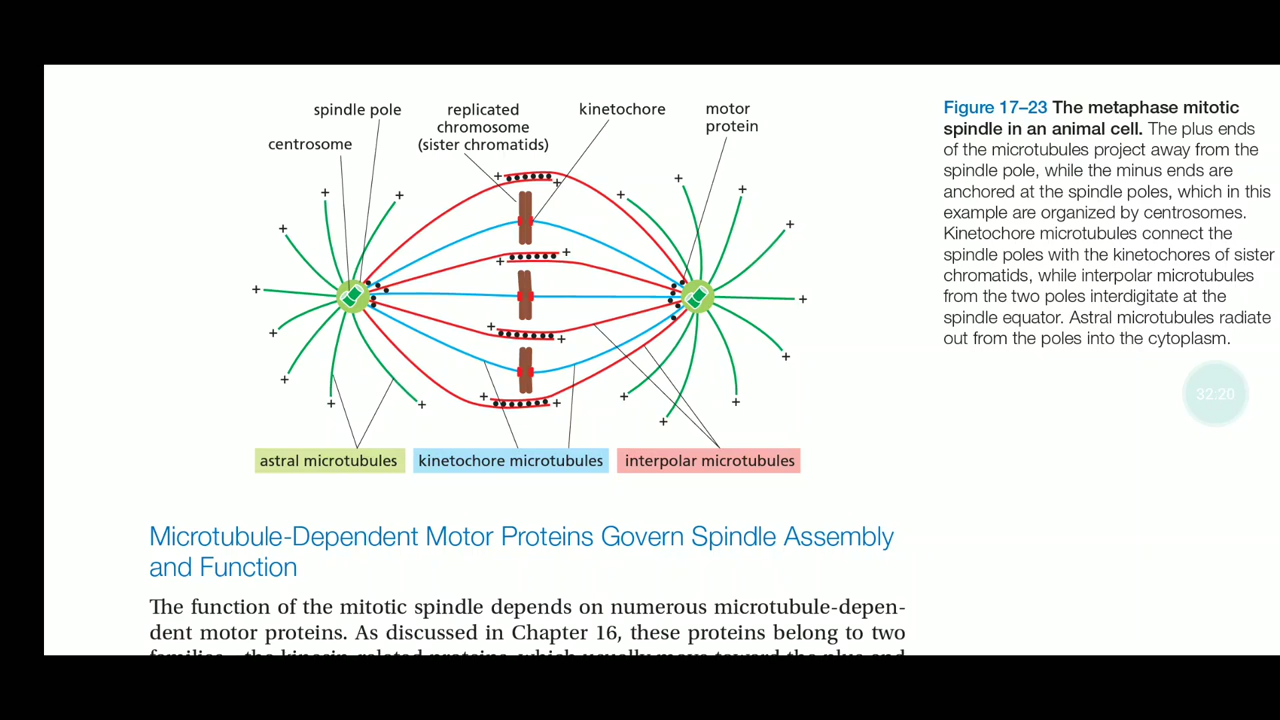 spindle pole
replicated
chromosome
(sister chromatids)
kinetochore
motor
protein
centrosome
astral microtubules
kinetochore microtubules
interpolar microtubules
Figure 17–23 The metaphase mitotic
spindle in an animal cell. The plus ends
of the microtubules project away from the
spindle pole, while the minus ends are
anchored at the spindle poles, which in this
example are organized by centrosomes.
Kinetochore microtubules connect the
spindle poles with the kinetochores of sister
chromatids, while interpolar microtubules
from the two poles interdigitate at the
spindle equator. Astral microtubules radiate
out from the poles into the cytoplasm.
32:20
Microtubule-Dependent Motor Proteins Govern Spindle Assembly
and Function
The function of the mitotic spindle depends on numerous microtubule-depen-
dent motor proteins. As discussed in Chapter 16, these proteins belong to two